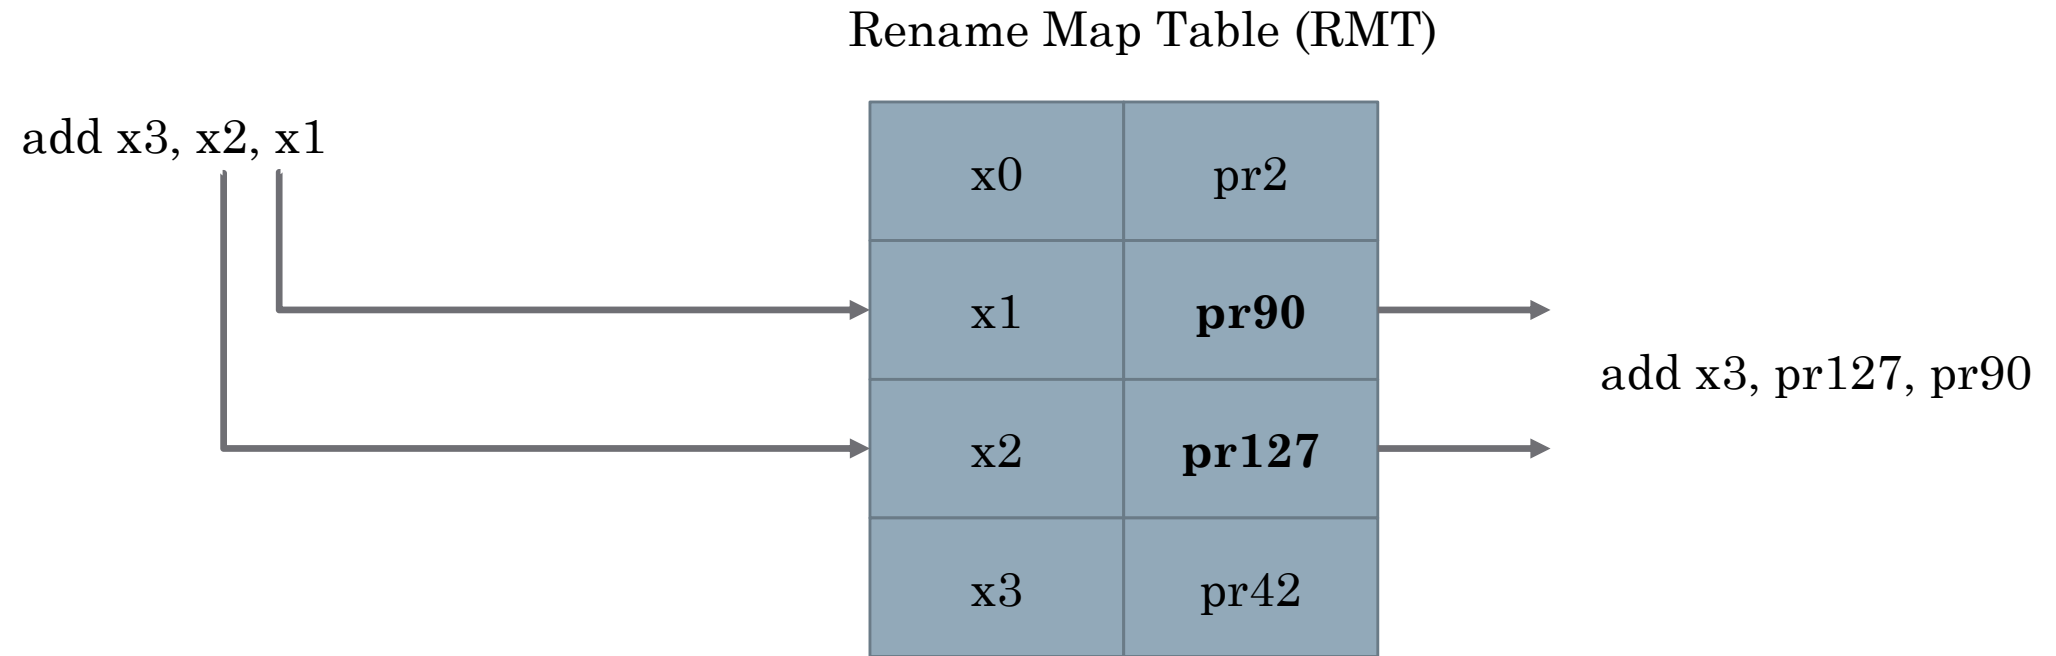 Rename Map Table (RMT)
add x3, x2, x1
x0 pr2
x1 pr90
x2 pr127
x3 pr42
add x3, pr127, pr90